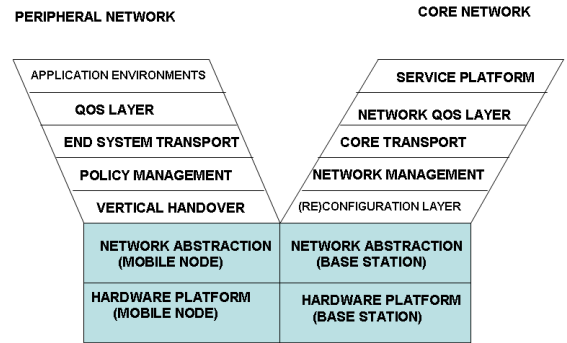 PERIPHERAL NETWORK
CORE NETWORK
APPLICATION ENVIRONMENTS
QOS LAYER
END SYSTEM TRANSPORT
POLICY MANAGEMENT
VERTICAL HANDOVER
SERVICE PLATFORM
NETWORK QOS LAYER
CORE TRANSPORT
NETWORK MANAGEMENT
(RE)CONFIGURATION LAYER
NETWORK ABSTRACTION
(MOBILE NODE)
NETWORK ABSTRACTION
(BASE STATION)
HARDWARE PLATFORM
(MOBILE NODE)
HARDWARE PLATFORM
(BASE STATION)